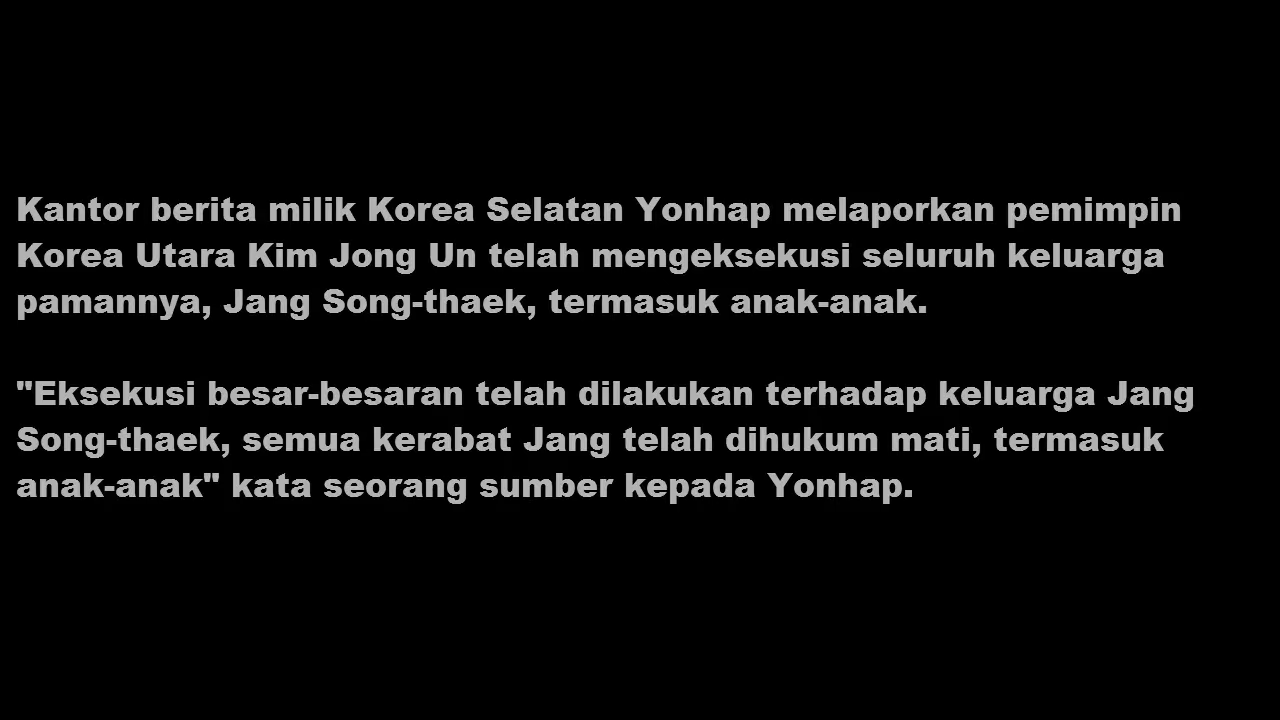 Kantor berita milik Korea Selatan Yonhap melaporkan pemimpin
Korea Utara Kim Jong Un telah mengeksekusi seluruh keluarga
pamannya, Jang Song-thaek, termasuk anak-anak.
"Eksekusi besar-besaran telah dilakukan terhadap keluarga Jang
Song-thaek, semua kerabat Jang telah dihukum mati, termasuk
anak-anak" kata seorang sumber kepada Yonhap.